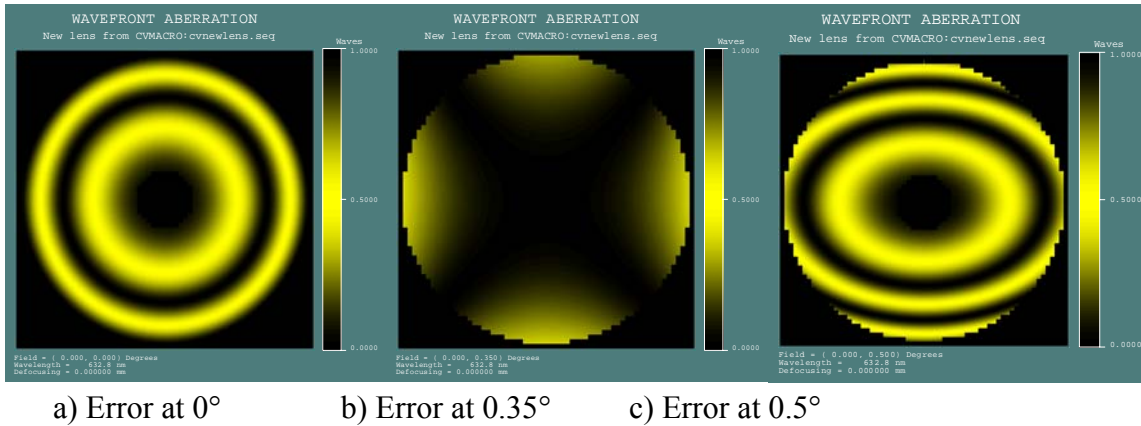 WAVEFRONT ABERRATION
New lens from CVMACRO:cvnewlens.seq
Waves
1.0000
0.5000
0.0000
Field = ( 0.000, 0.000) Degrees
Wavelength = 632.8 nm
Defocusing = 0.000000 mm
WAVEFRONT ABERRATION
New lens from CVMACRO:cvnewlens.seq
Waves
1.0000
0.5000
0.0000
Field = ( 0.000, 0.350) Degrees
Wavelength = 632.8 nm
Defocusing = 0.000000 mm
WAVEFRONT ABERRATION
New lens from CVMACRO:cvnewlens.seq
Waves
1.0000
0.5000
0.0000
Field = ( 0.000, 0.500) Degrees
Wavelength = 632.8 nm
Defocusing = 0.000000 mm
a) Error at 0°
b) Error at 0.35°
c) Error at 0.5°